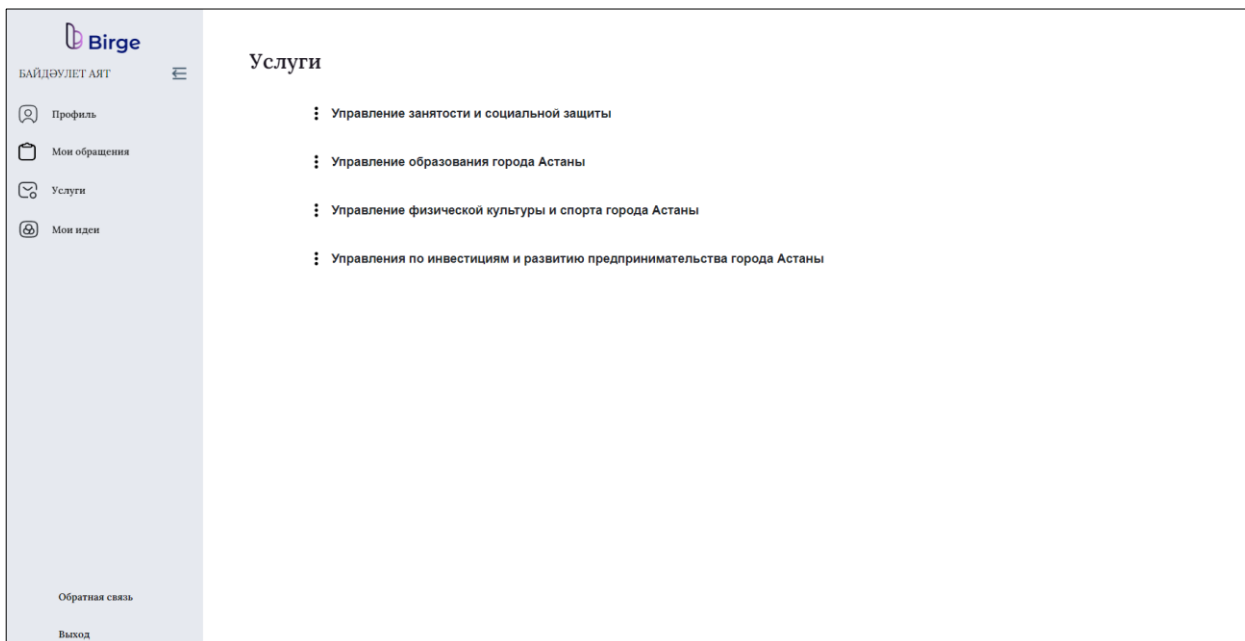 Birge
БАЙДӘУЛЕТ АЯТ
Профиль
Мои обращения
Услуги
Мои идеи
Обратная связь
Выход
Услуги
Управление занятости и социальной защиты
Управление образования города Астаны
Управление физической культуры и спорта города Астаны
Управления по инвестициям и развитию предпринимательства города Астаны